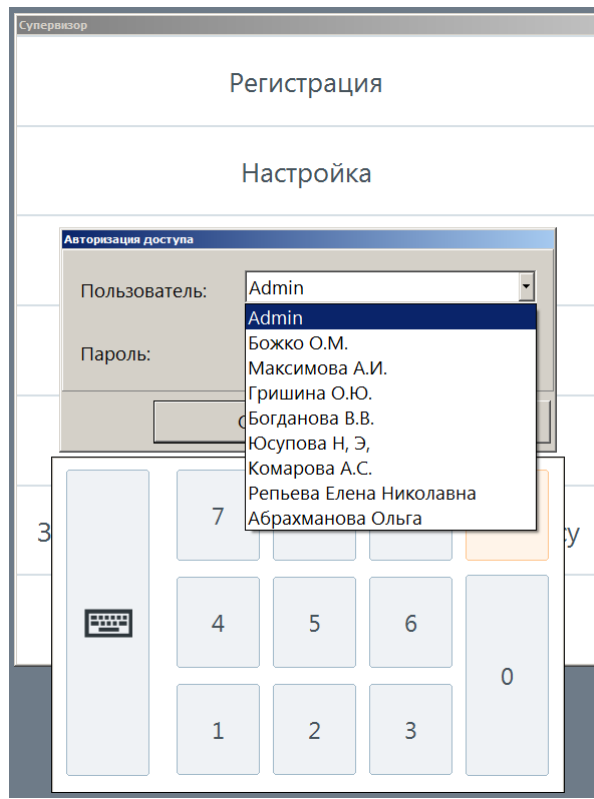 Супервизор
Регистрация
Настройка
Авторизация доступа
Пользователь: Admin
Admin
Божко О.М.
Максимова А.И.
Пароль:
Гришина О.Ю.
Богданова В.В.
Юсупова Н, Э,
Комарова А.С.
Репьева Елена Николавна
Абрахманова Ольга
7
4 5 6
0
1 2 3